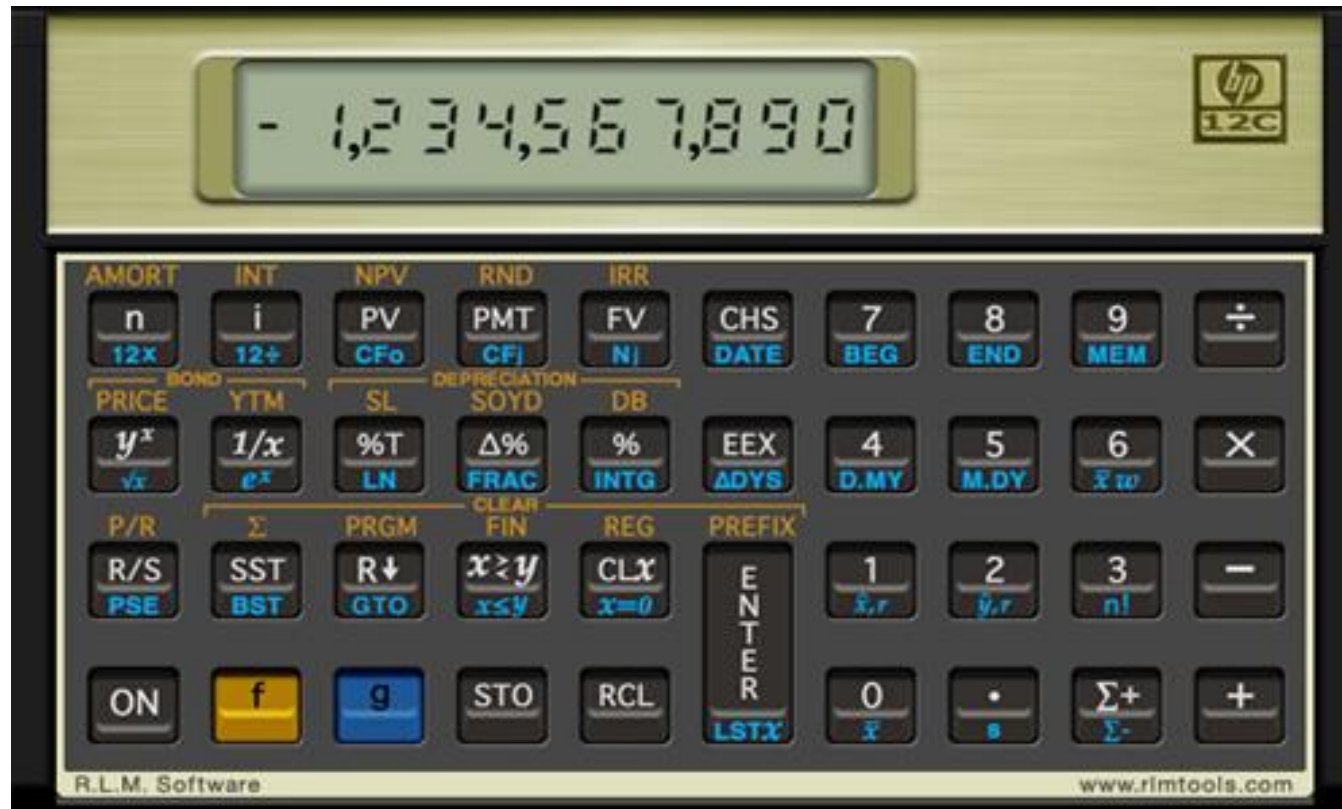 - 1,234,567,890
hp
12C
AMORT INT NPV RND IRR
n i PV PMT FV CHS 7 8 9 ÷
12× 12÷ CFo CFj Nj DATE BEG END MEM
BOND DEPRECIATION
PRICE YTM SL SOYD DB
yˣ 1/x %T Δ% % EEX 4 5 6 ×
√x eˣ LN FRAC INTG ΔDYS D.MY M.DY x̄w
CLEAR
P/R Σ PRGM FIN REG PREFIX
R/S SST R↓ x≷y CLx ENTER 1 2 3 −
PSE BST GTO x≤y x=0 x̂,r ŷ,r n!
ON f g STO RCL 0 . Σ+ +
LSTx x̄ s Σ-
R.L.M. Software www.rlmtools.com